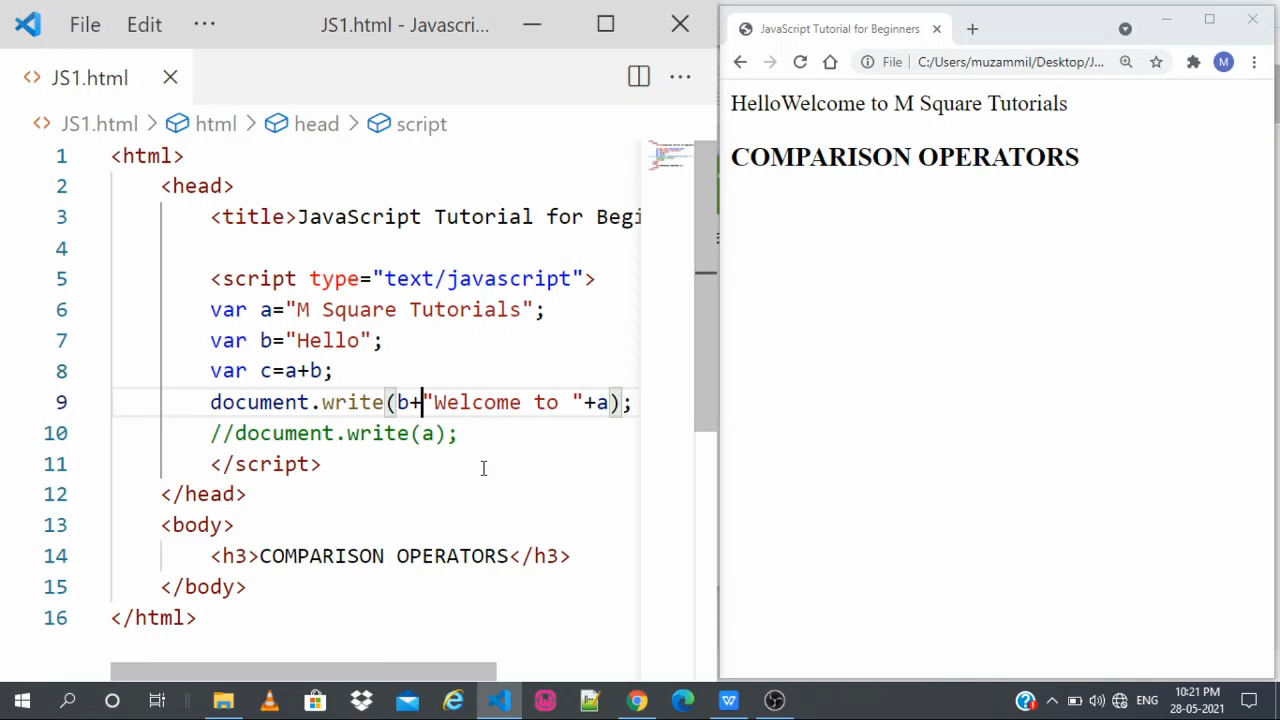 File Edit ··· JS1.html - Javascri...
JS1.html
JS1.html > html > head > script
1 <html>
2 <head>
3 <title>JavaScript Tutorial for Begi
4
5 <script type="text/javascript">
6 var a="M Square Tutorials";
7 var b="Hello";
8 var c=a+b;
9 document.write(b+"Welcome to "+a);
10 //document.write(a);
11 </script>
12 </head>
13 <body>
14 <h3>COMPARISON OPERATORS</h3>
15 </body>
16 </html>
JavaScript Tutorial for Beginners
File C:/Users/muzammil/Desktop/J... M
HelloWelcome to M Square Tutorials
COMPARISON OPERATORS
ENG
10:21 PM
28-05-2021